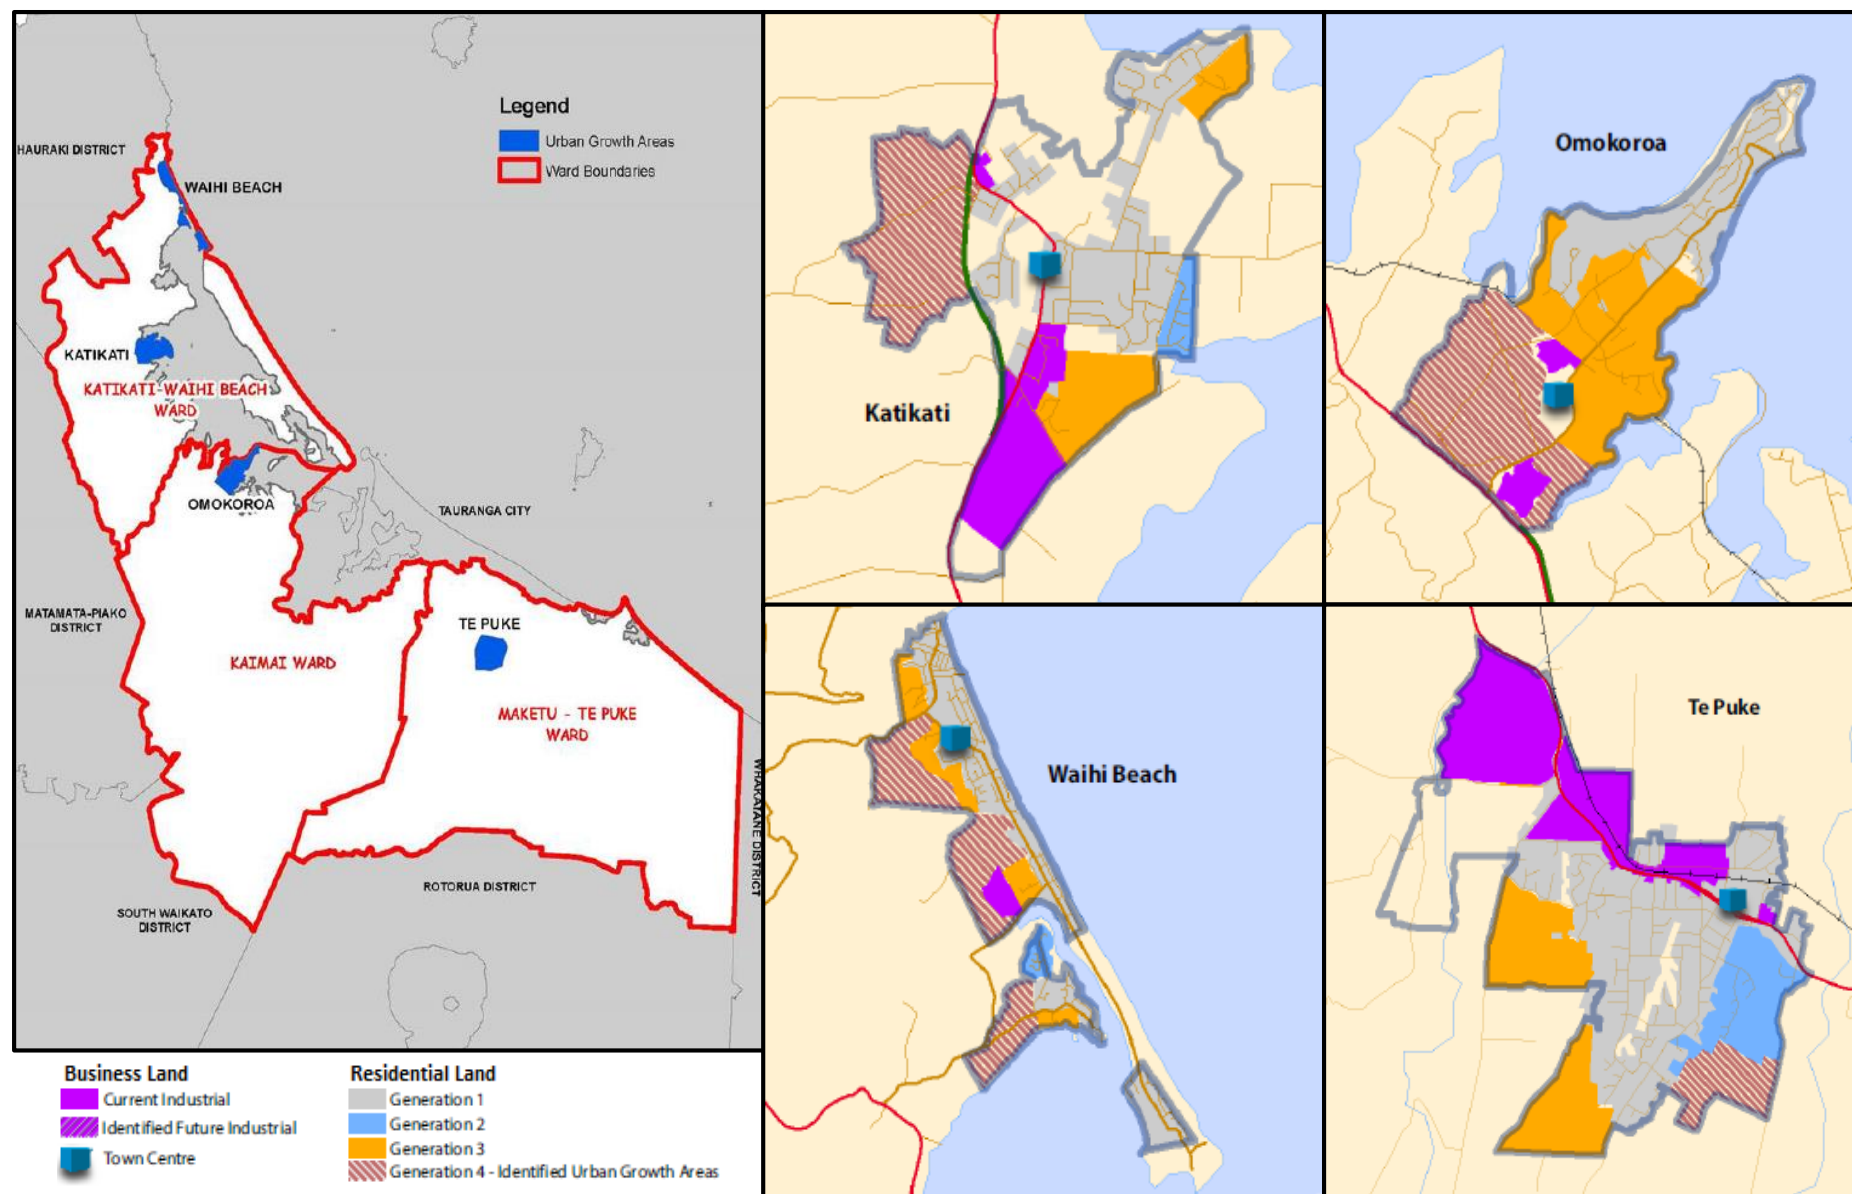 Legend
Urban Growth Areas
Ward Boundaries
HAURAKI DISTRICT
WAIHI BEACH
KATIKATI
KATIKATI-WAIHI BEACH
WARD
OMOKOROA
TAURANGA CITY
MATAMATA-PIAKO
DISTRICT
TE PUKE
KAIMAI WARD
MAKETU - TE PUKE
WARD
WHAKATANE DISTRICT
ROTORUA DISTRICT
SOUTH WAIKATO
DISTRICT
Katikati
Omokoroa
Waihi Beach
Te Puke
Business Land
Current Industrial
Identified Future Industrial
Town Centre
Residential Land
Generation 1
Generation 2
Generation 3
Generation 4 - Identified Urban Growth Areas